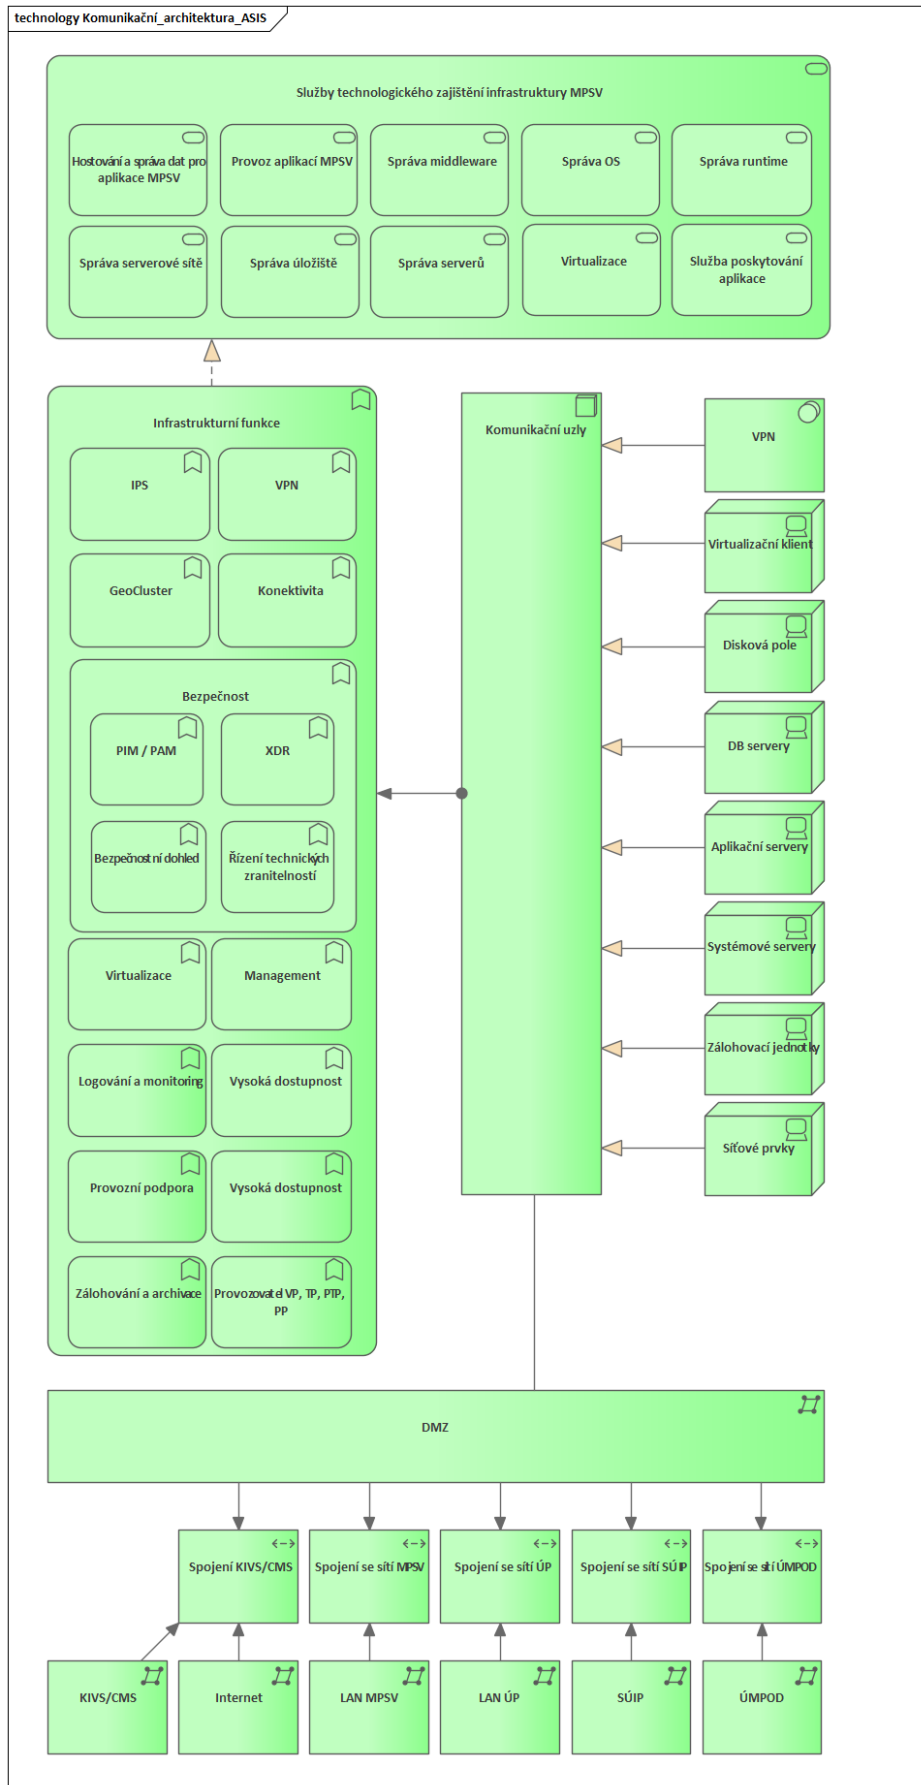 technology Komunikační_architektura_ASIS
Služby technologického zajištění infrastruktury MPSV
Hostování a správa dat pro
aplikace MPSV
Provoz aplikací MPSV
Správa middleware
Správa OS
Správa runtime
Správa serverové sítě
Správa úložiště
Správa serverů
Virtualizace
Služba poskytování
aplikace
Infrastrukturní funkce
IPS
VPN
GeoCluster
Konektivita
Bezpečnost
PIM / PAM
XDR
Bezpečnostní dohled
Řízení technických
zranitelností
Virtualizace
Management
Logování a monitoring
Vysoká dostupnost
Provozní podpora
Vysoká dostupnost
Zálohování a archivace
Provozovatel VP, TP, PTP,
PP
Komunikační uzly
VPN
Virtualizační klient
Disková pole
DB servery
Aplikační servery
Systémové servery
Zálohovací jednotky
Síťové prvky
DMZ
Spojení KIVS/CMS
Spojení se sítí MPSV
Spojení se sítí ÚP
Spojení se sítí SÚIP
Spojení se sítí ÚMPOD
KIVS/CMS
Internet
LAN MPSV
LAN ÚP
SÚIP
ÚMPOD